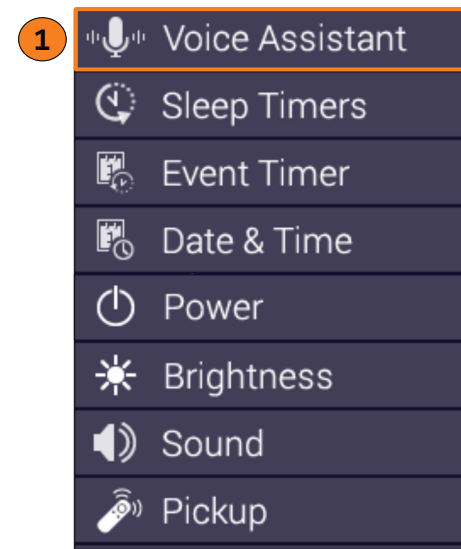 1 Voice Assistant
Sleep Timers
Event Timer
Date & Time
Power
Brightness
Sound
Pickup